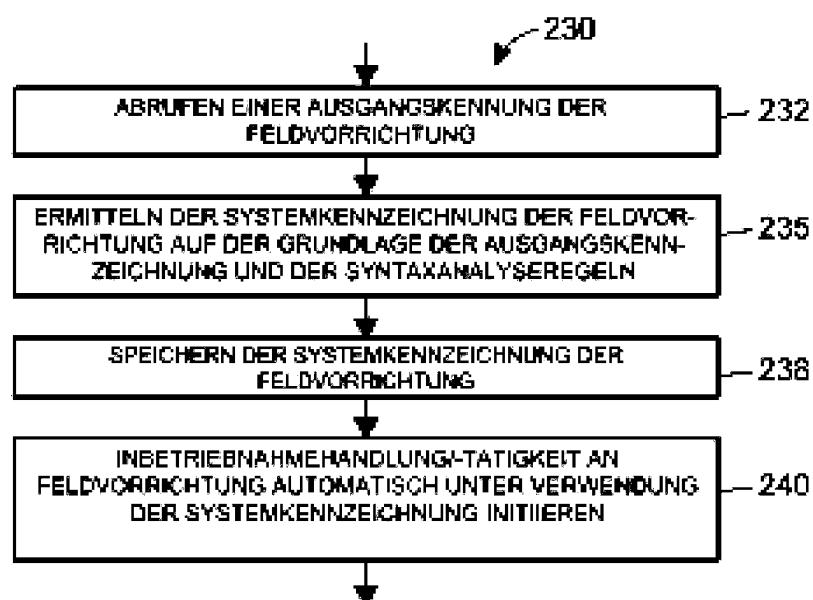 230
ABRUFEN EINER AUSGANGSKENNUNG DER
FELDVORRICHTUNG
232
ERMITTELN DER SYSTEMKENNZEICHNUNG DER FELDVOR-
RICHTUNG AUF DER GRUNDLAGE DER AUSGANGSKENN-
ZEICHNUNG UND DER SYNTAXANALYSEREGELN
235
SPEICHERN DER SYSTEMKENNZEICHNUNG DER
FELDVORRICHTUNG
238
INBETRIEBNAHMEHANDLUNG/-TÄTIGKEIT AN
FELDVORRICHTUNG AUTOMATISCH UNTER VERWENDUNG
DER SYSTEMKENNZEICHNUNG INITIIEREN
240